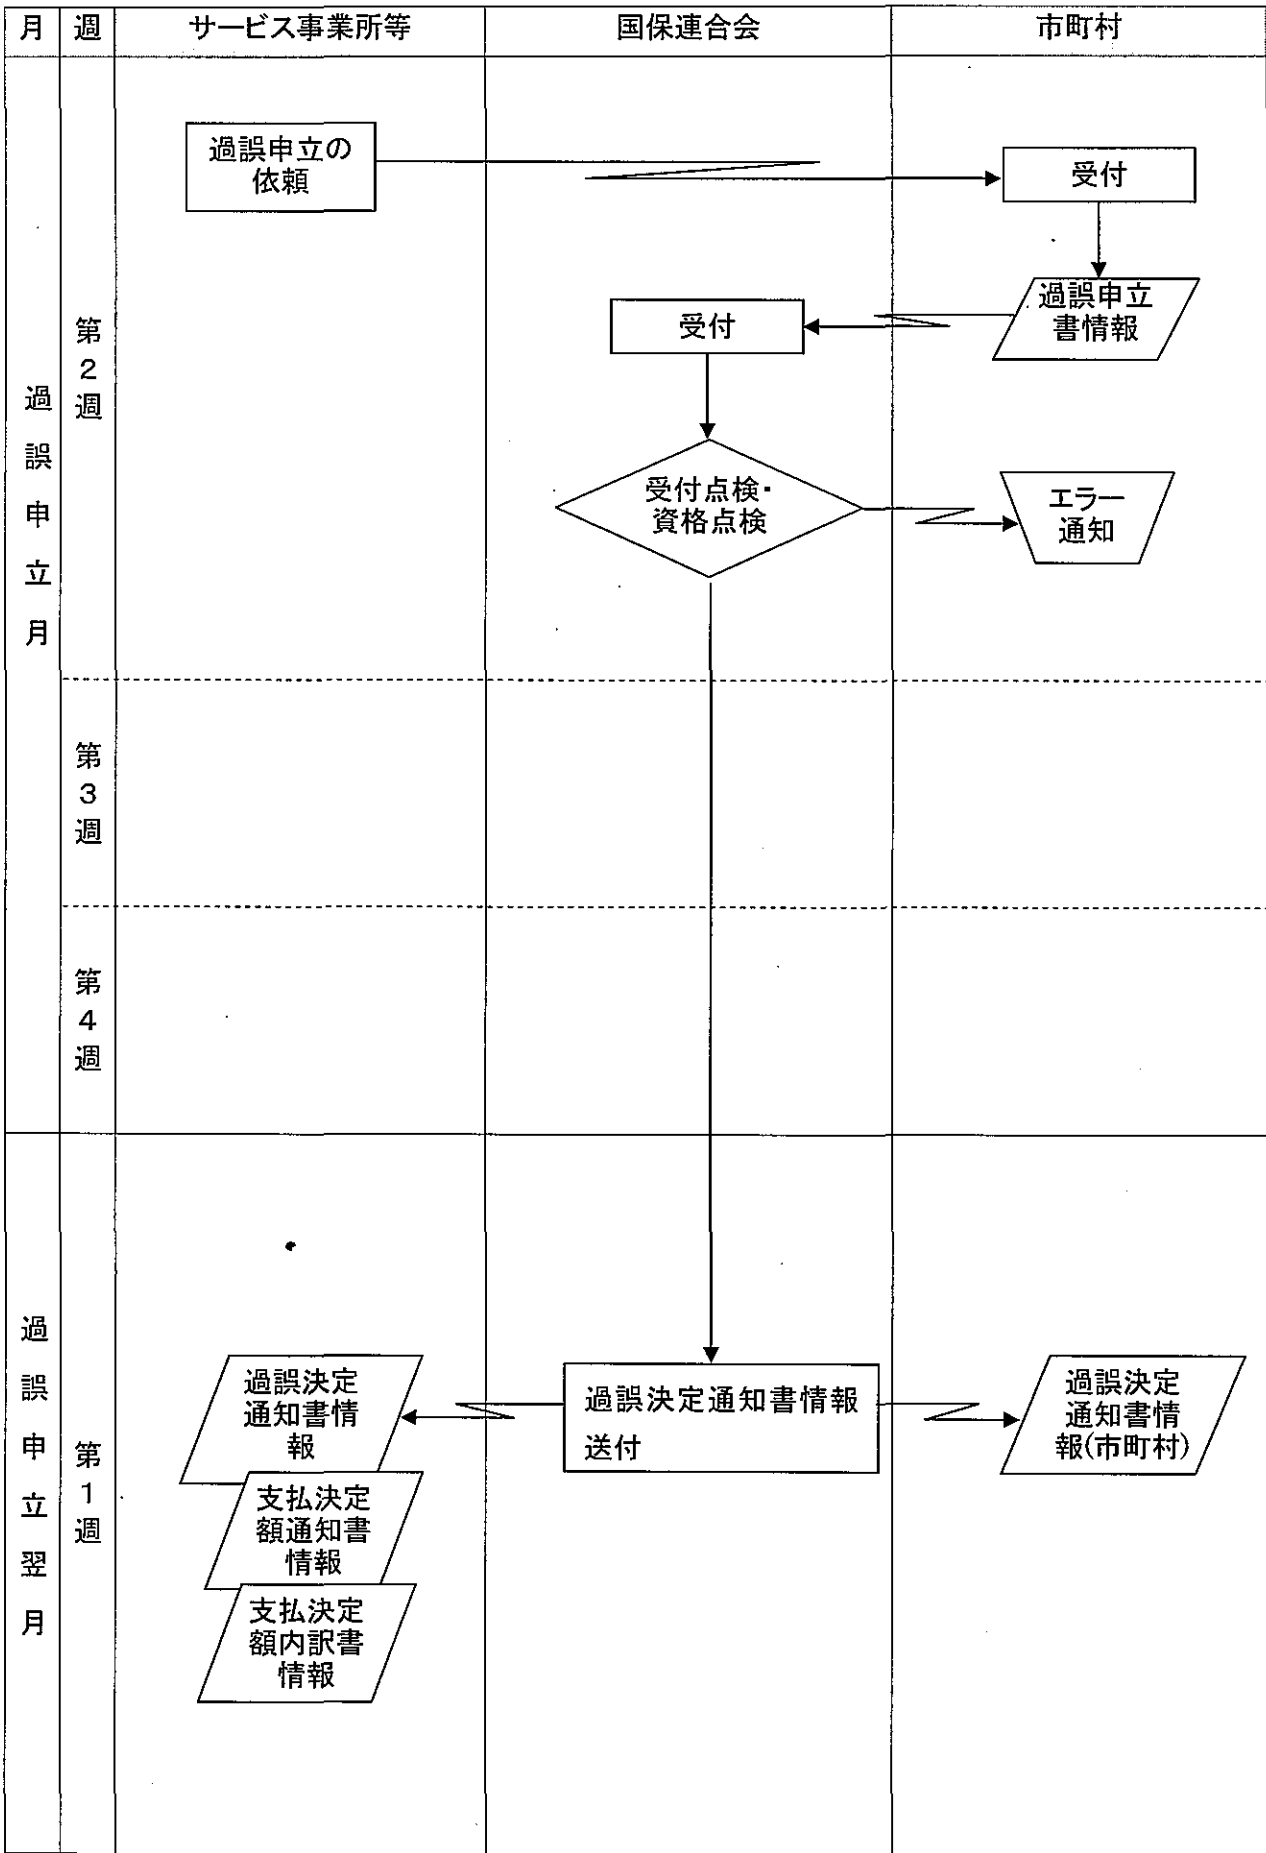 月 週 サービス事業所等 国保連合会 市町村
過誤申立月
第2週
過誤申立の
依頼
受付
過誤申立
書情報
受付
受付点検・
資格点検
エラー
通知
第3週
第4週
過誤申立翌月
第1週
過誤決定
通知書情
報
支払決定
額通知書
情報
支払決定
額内訳書
情報
過誤決定通知書情報
送付
過誤決定
通知書情
報(市町村)